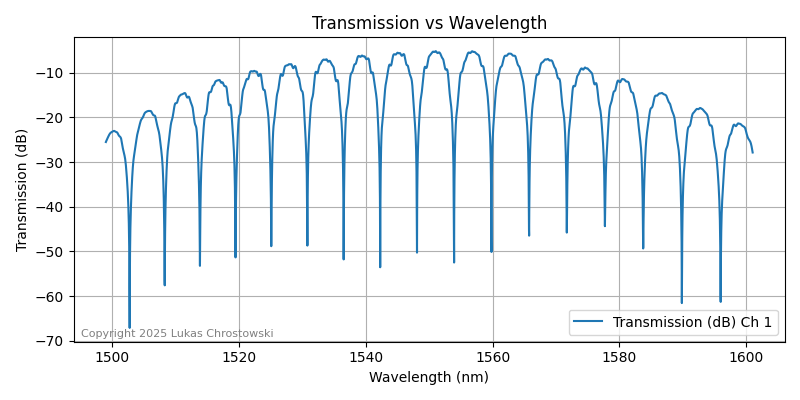 Transmission vs Wavelength
Transmission (dB)
−10
−20
−30
−40
−50
−60
−70
Copyright 2025 Lukas Chrostowski
Transmission (dB) Ch 1
1500 1520 1540 1560 1580 1600
Wavelength (nm)